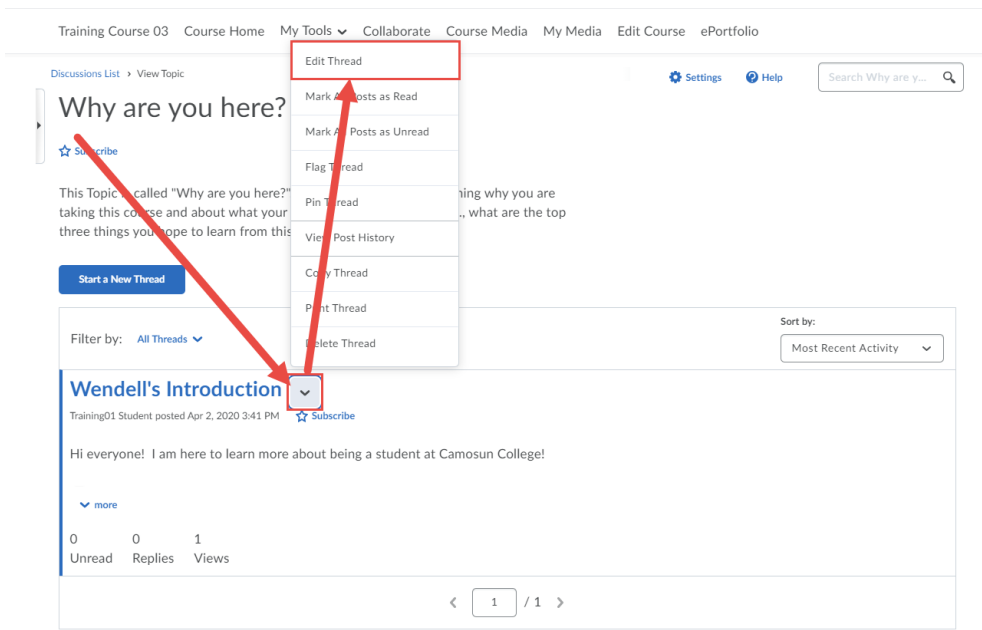 Training Course 03 Course Home My Tools Collaborate Course Media My Media Edit Course ePortfolio
Discussions List > View Topic
Settings Help Search Why are y...
Why are you here?
Subscribe
This Topic called "Why are you here?" ning why you are
taking this course and about what your ., what are the top
three things you hope to learn from this
Start a New Thread
Edit Thread
Mark All Posts as Read
Mark All Posts as Unread
Flag Thread
Pin Thread
View Post History
Copy Thread
Print Thread
Delete Thread
Filter by: All Threads
Sort by:
Most Recent Activity
Wendell's Introduction
Training01 Student posted Apr 2, 2020 3:41 PM Subscribe
Hi everyone! I am here to learn more about being a student at Camosun College!
more
0 0 1
Unread Replies Views
1 / 1